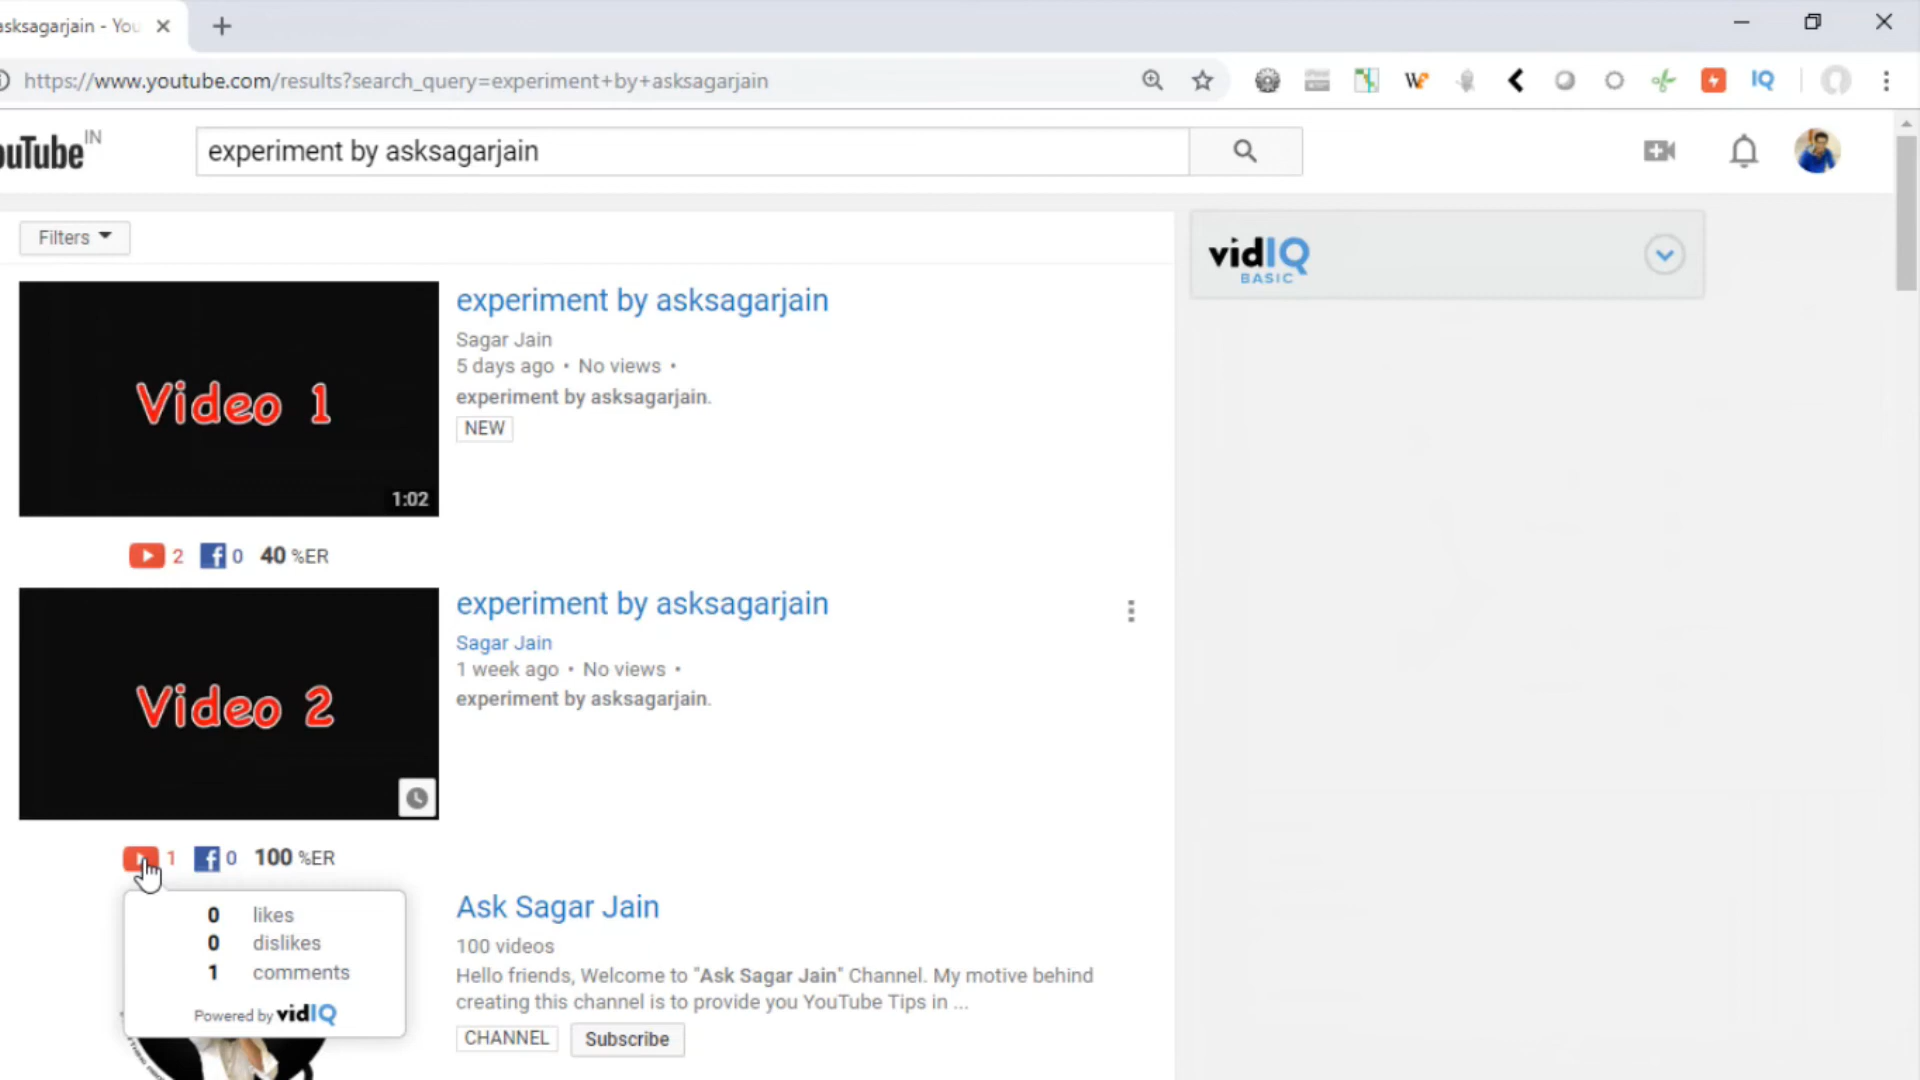 asksagarjain - You
https://www.youtube.com/results?search_query=experiment+by+asksagarjain
IQ
ouTube IN
experiment by asksagarjain
Filters
vidIQ
BASIC
Video 1
1:02
experiment by asksagarjain
Sagar Jain
5 days ago • No views •
experiment by asksagarjain.
NEW
2 f 0 40 %ER
Video 2
experiment by asksagarjain
Sagar Jain
1 week ago • No views •
experiment by asksagarjain.
1 f 0 100 %ER
0 likes
0 dislikes
1 comments
Powered by vidIQ
Ask Sagar Jain
100 videos
Hello friends, Welcome to "Ask Sagar Jain" Channel. My motive behind
creating this channel is to provide you YouTube Tips in ...
CHANNEL Subscribe